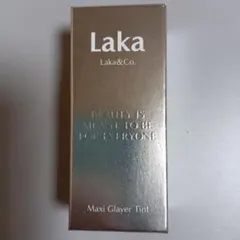 Laka
Laka&Co.
BEAUTY IS
MEANT TO BE
FOR EVERYONE
Maxi Glayer Tint